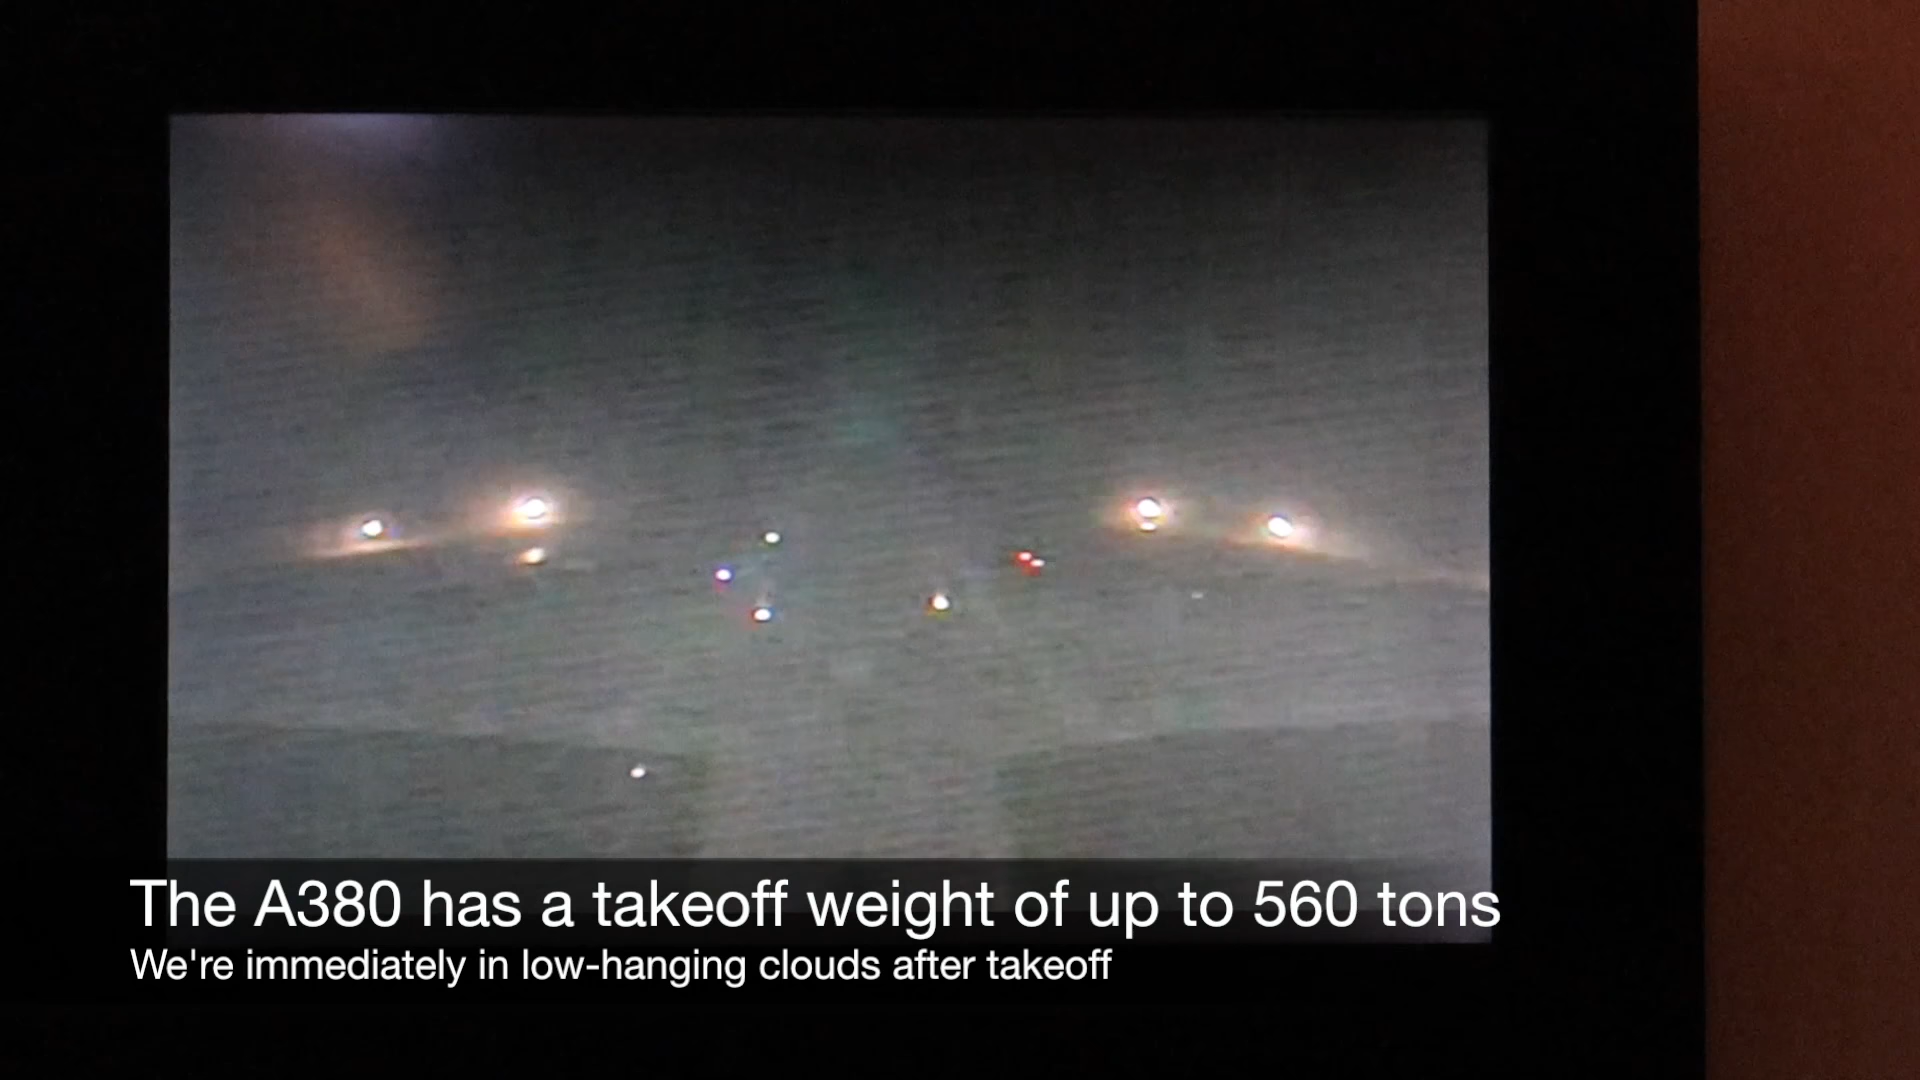 The A380 has a takeoff weight of up to 560 tons
We're immediately in low-hanging clouds after takeoff